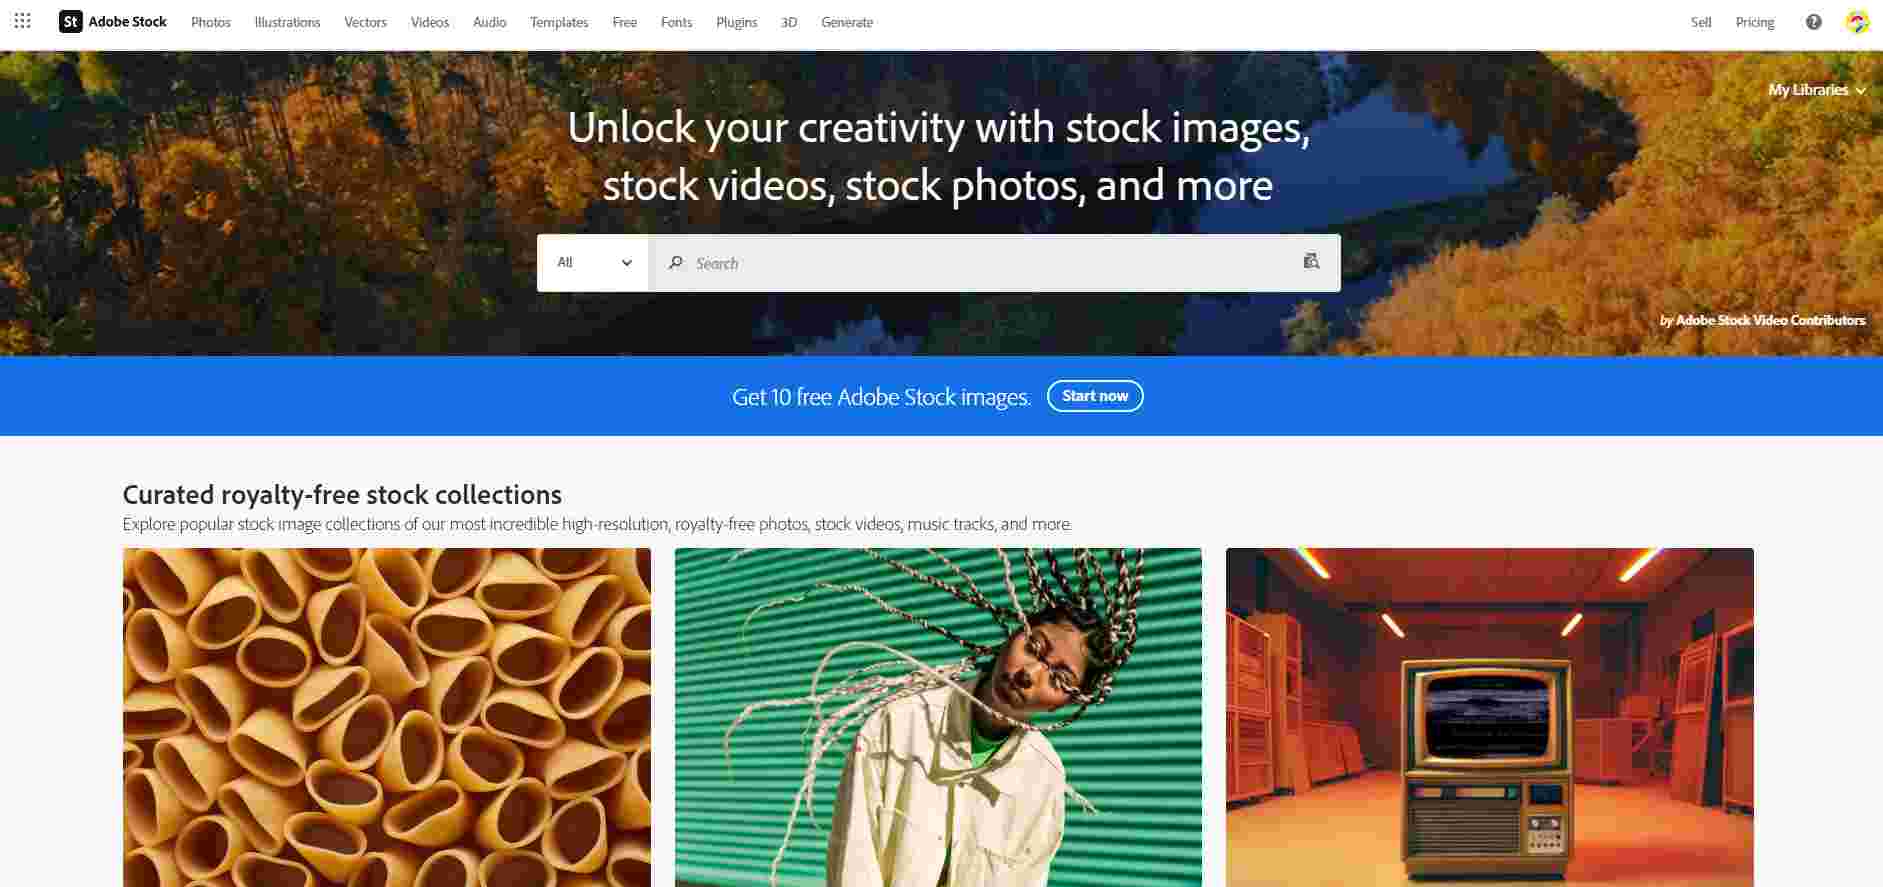 St Adobe Stock Photos Illustrations Vectors Videos Audio Templates Free Fonts Plugins 3D Generate Sell Pricing ?
My Libraries
Unlock your creativity with stock images,
stock videos, stock photos, and more
All Search
by Adobe Stock Video Contributors
Get 10 free Adobe Stock images. Start now
Curated royalty-free stock collections
Explore popular stock image collections of our most incredible high-resolution, royalty-free photos, stock videos, music tracks, and more.